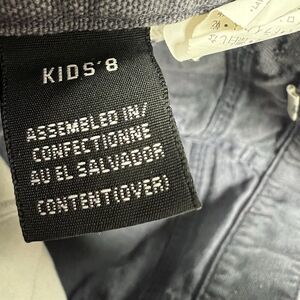 KIDS'8
ASSEMBLED IN/
CONFECTIONNE
AU EL SALVADOR
CONTENT(OVER)